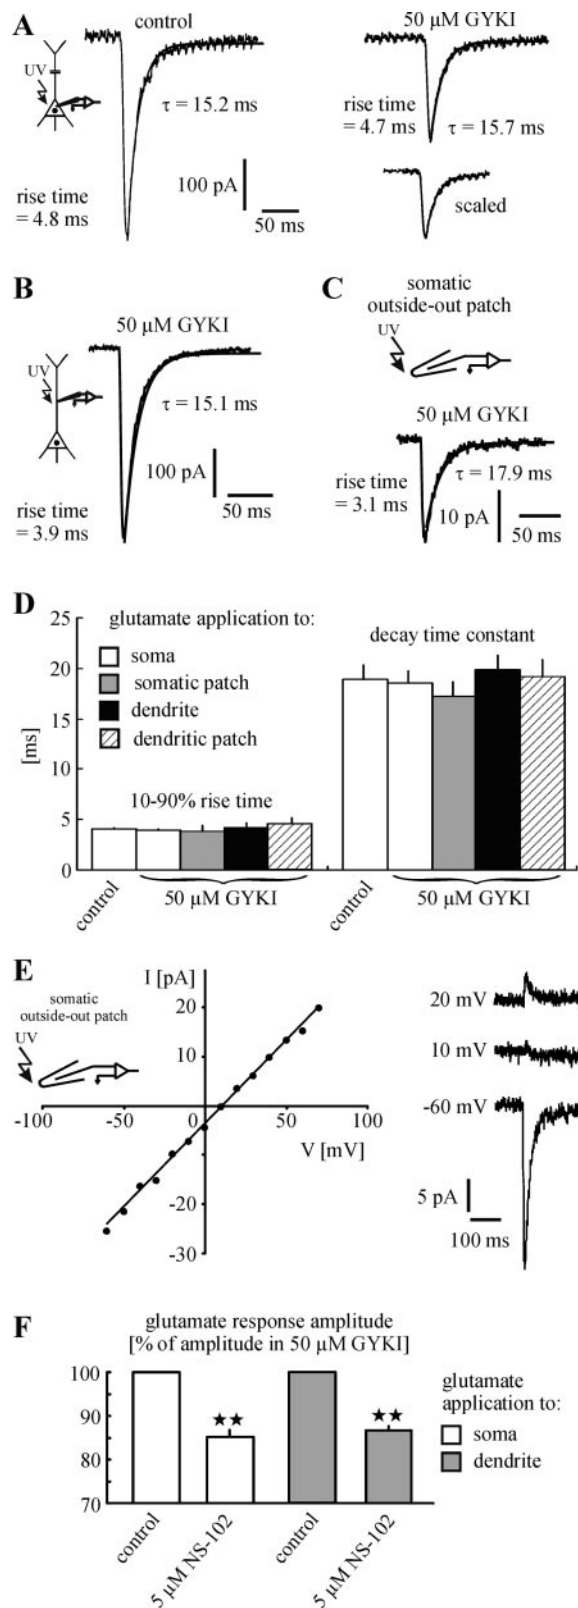 A
control
UV
τ = 15.2 ms
rise time
= 4.8 ms
100 pA
50 ms
50 µM GYKI
rise time
= 4.7 ms
τ = 15.7 ms
scaled
B
50 µM GYKI
UV
τ = 15.1 ms
rise time
= 3.9 ms
100 pA
50 ms
C
somatic
outside-out patch
UV
50 µM GYKI
rise time
= 3.1 ms
τ = 17.9 ms
10 pA
50 ms
D
25
20
15
10
5
0
[ms]
glutamate application to:
soma
somatic patch
dendrite
dendritic patch
10-90% rise time
decay time constant
control
50 µM GYKI
control
50 µM GYKI
E
somatic
outside-out patch
UV
I [pA]
20
10
-100
-50
0
50
100
V [mV]
-20
-30
20 mV
10 mV
-60 mV
5 pA
100 ms
F
glutamate response amplitude
[% of amplitude in 50 µM GYKI]
100
90
80
70
★★
★★
control
5 µM NS-102
control
5 µM NS-102
glutamate
application to:
soma
dendrite